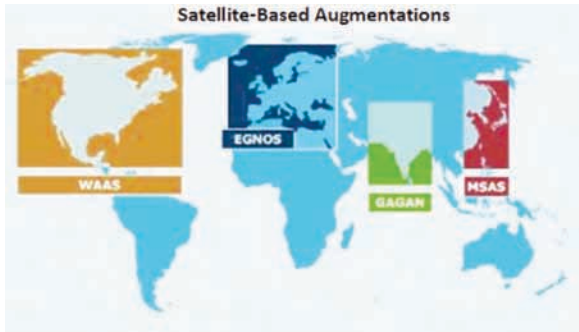 Satellite-Based Augmentations
EGNOS
WAAS
MSAS
GAGAN